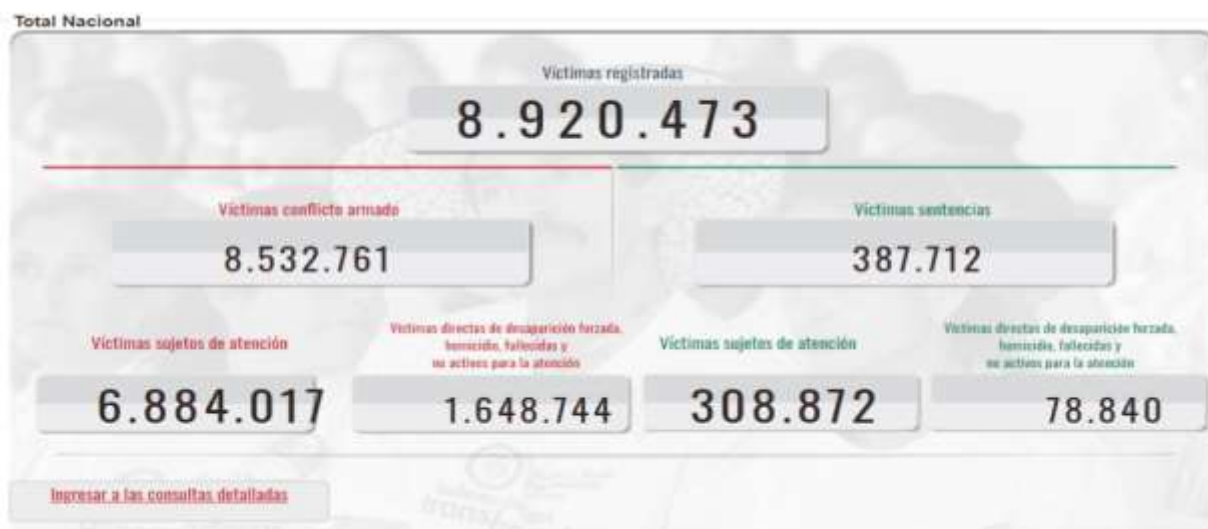 Total Nacional
Víctimas registradas
8.920.473
Víctimas conflicto armado
8.532.761
Víctimas sentencias
387.712
Víctimas sujetos de atención
6.884.017
Víctimas directas de desaparición forzada,
homicidio, fallecidas y
no activos para la atención
1.648.744
Víctimas sujetos de atención
308.872
Víctimas directas de desaparición forzada,
homicidio, fallecidas y
no activos para la atención
78.840
Ingresar a las consultas detalladas